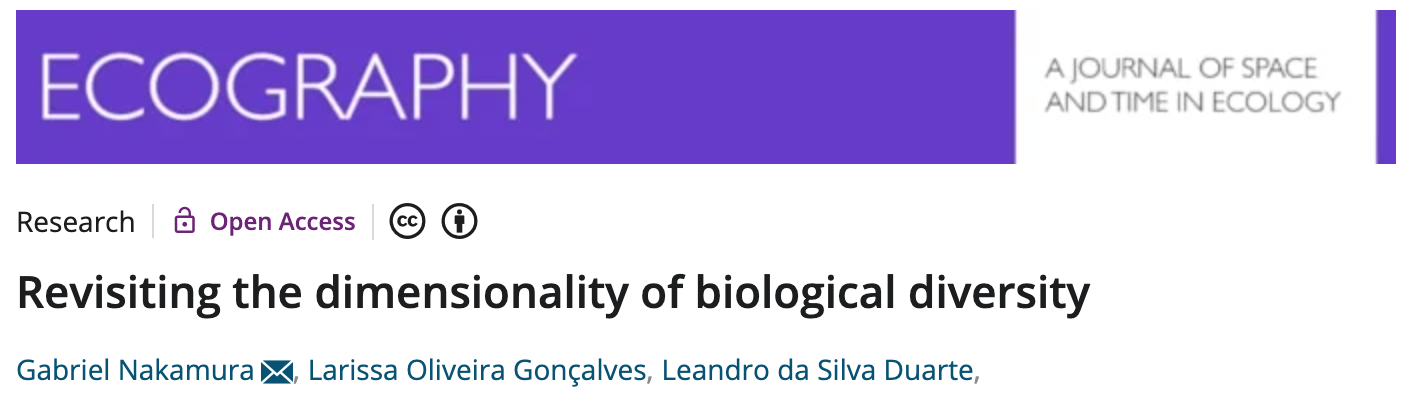 ECOGRAPHY
A JOURNAL OF SPACE
AND TIME IN ECOLOGY
Research Open Access cc
Revisiting the dimensionality of biological diversity
Gabriel Nakamura, Larissa Oliveira Gonçalves, Leandro da Silva Duarte,